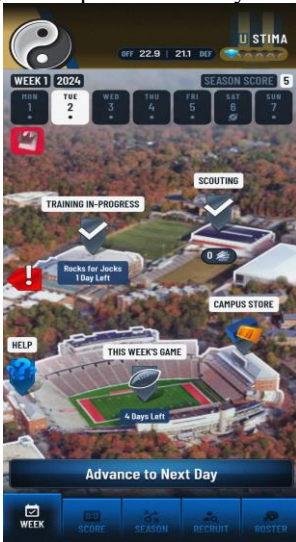 U STIMA
OFF 22.9 | 21.1 DEF
WEEK 1 2024
SEASON SCORE 5
MON TUE WED THU FRI SAT SUN
1 2 3 4 5 6 7
SCOUTING
TRAINING IN-PROGRESS
0
Rocks for Jocks
1 Day Left
CAMPUS STORE
HELP
THIS WEEK'S GAME
4 Days Left
Advance to Next Day
WEEK SCORE SEASON RECRUIT ROSTER